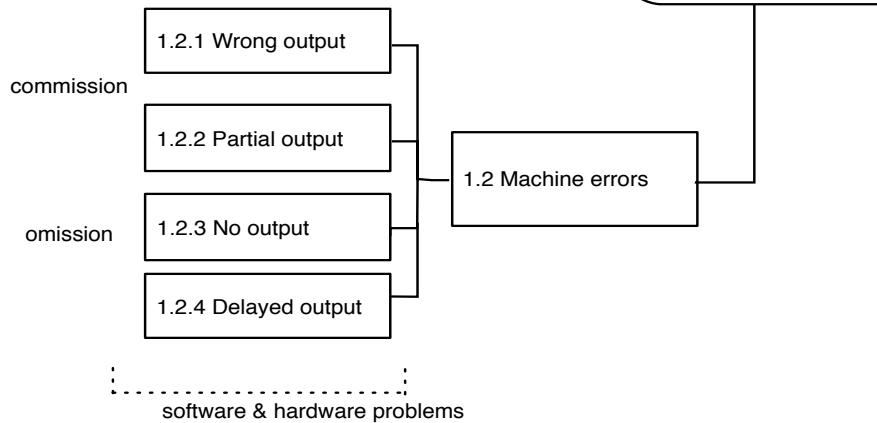 1.2.1 Wrong output
commission
1.2.2 Partial output
1.2 Machine errors
1.2.3 No output
omission
1.2.4 Delayed output
software & hardware problems